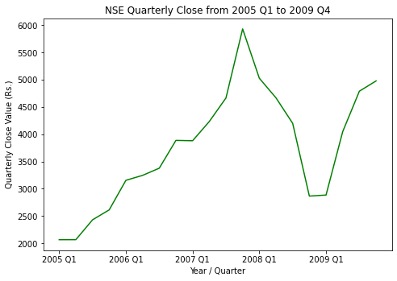 NSE Quarterly Close from 2005 Q1 to 2009 Q4
6000
5500
5000
4500
4000
3500
3000
2500
2000
Quarterly Close Value (Rs.)
2005 Q1 2006 Q1 2007 Q1 2008 Q1 2009 Q1
Year / Quarter